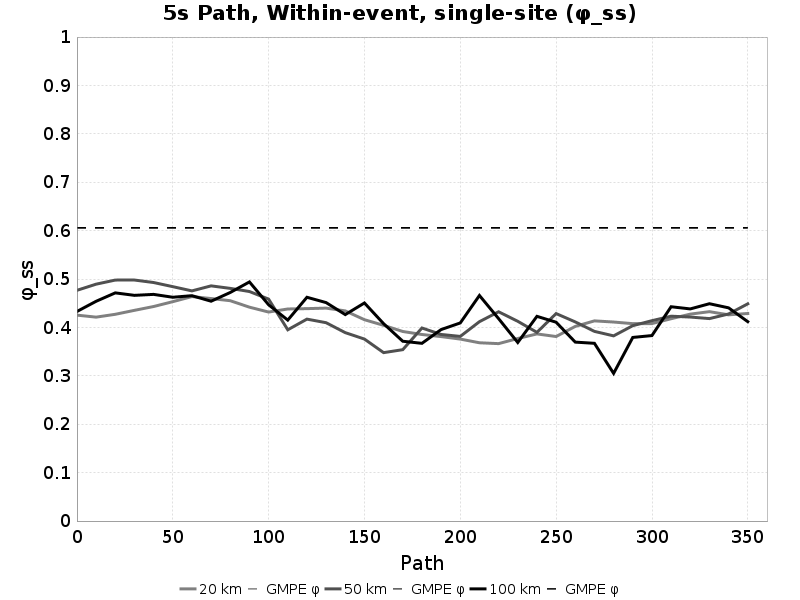 5s Path, Within-event, single-site (φ_ss)
1
0.9
0.8
0.7
0.6
0.5
0.4
0.3
0.2
0.1
0
φ_ss
0 50 100 150 200 250 300 350
Path
20 km GMPE φ 50 km GMPE φ 100 km GMPE φ